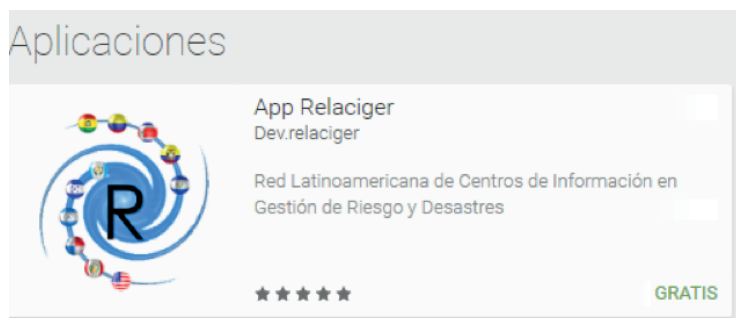 Aplicaciones
App Relaciger
Dev.relaciger
Red Latinoamericana de Centros de Información en
Gestión de Riesgo y Desastres
R
GRATIS